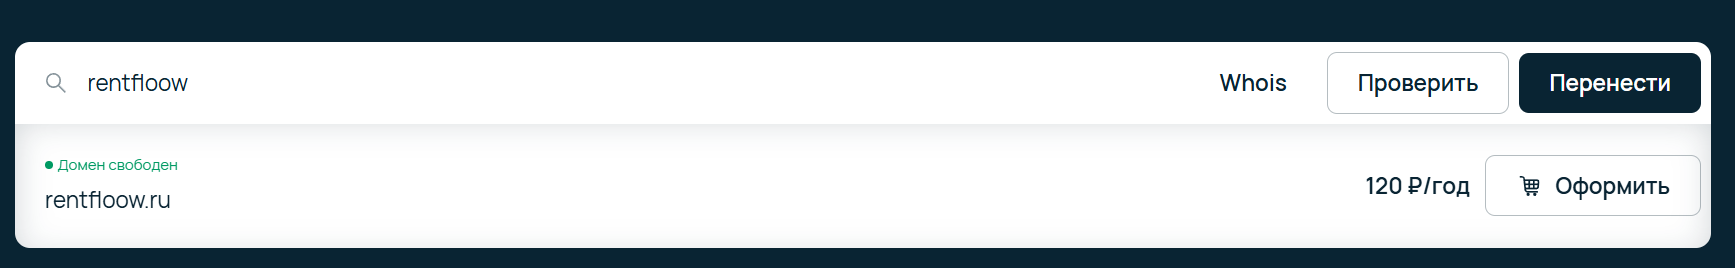 rentfloow Whois Проверить Перенести
Домен свободен
rentfloow.ru 120 ₽/год Оформить